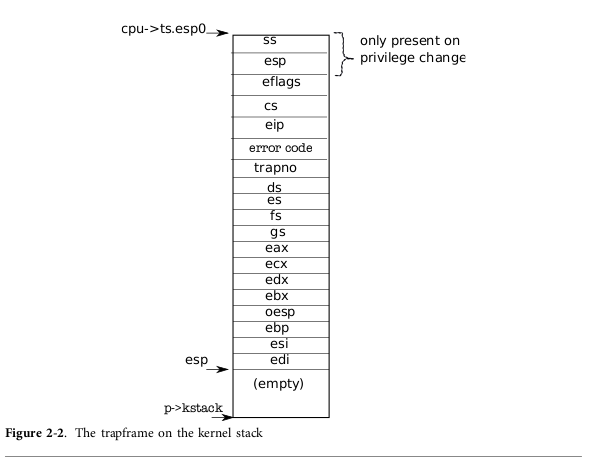 cpu->ts.esp0
ss
only present on
privilege change
esp
eflags
cs
eip
error code
trapno
ds
es
fs
gs
eax
ecx
edx
ebx
oesp
ebp
esi
esp
edi
(empty)
p->kstack
Figure 2-2. The trapframe on the kernel stack